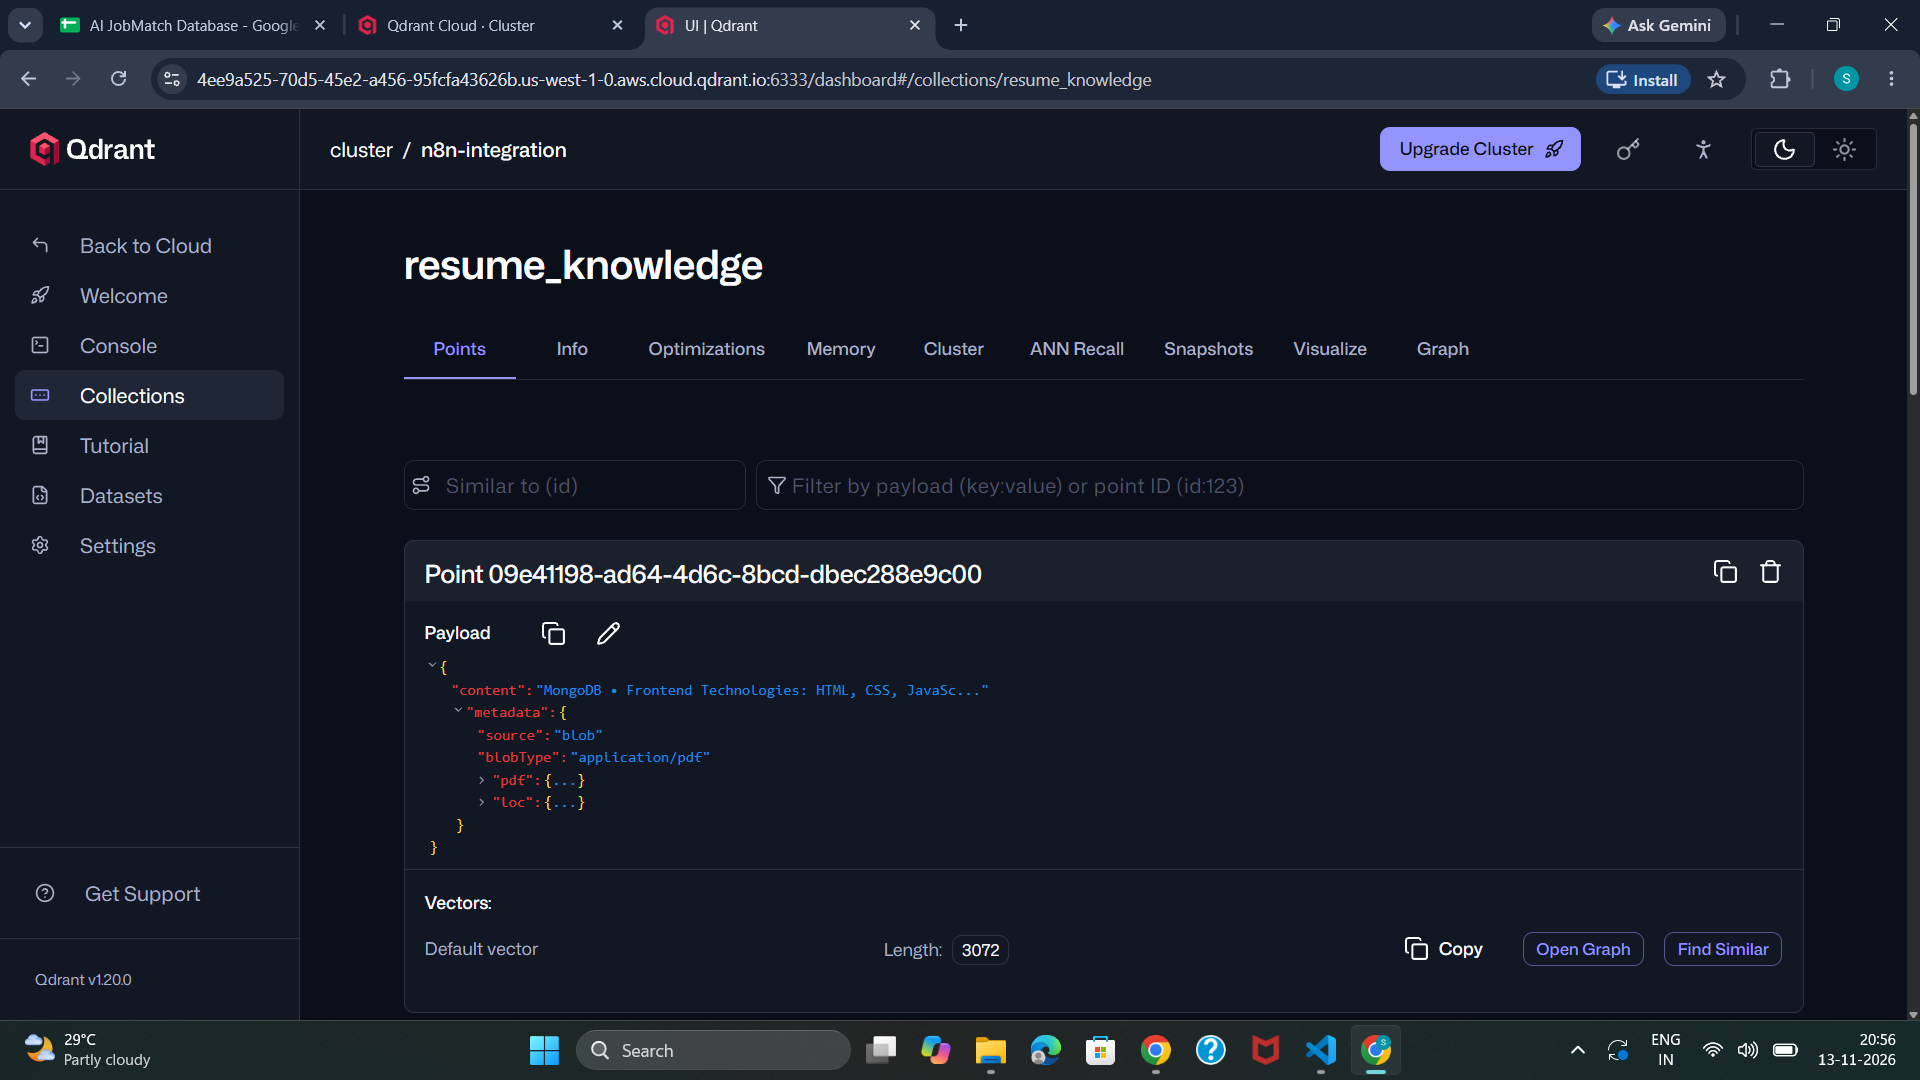 AI JobMatch Database - Google
Qdrant Cloud · Cluster
UI | Qdrant
Ask Gemini
4ee9a525-70d5-45e2-a456-95fcfa43626b.us-west-1-0.aws.cloud.qdrant.io:6333/dashboard#/collections/resume_knowledge
Install
S
Qdrant
cluster / n8n-integration
Upgrade Cluster
Back to Cloud
Welcome
Console
Collections
Tutorial
Datasets
Settings
Get Support
Qdrant v1.20.0
resume_knowledge
Points Info Optimizations Memory Cluster ANN Recall Snapshots Visualize Graph
Similar to (id)
Filter by payload (key:value) or point ID (id:123)
Point 09e41198-ad64-4d6c-8bcd-dbec288e9c00
Payload
{
"content":"MongoDB • Frontend Technologies: HTML, CSS, JavaSc..."
"metadata":{
"source":"blob"
"blobType":"application/pdf"
"pdf":{...}
"loc":{...}
}
}
Vectors:
Default vector
Length: 3072
Copy
Open Graph
Find Similar
29°C
Partly cloudy
Search
ENG
IN
20:56
13-11-2026